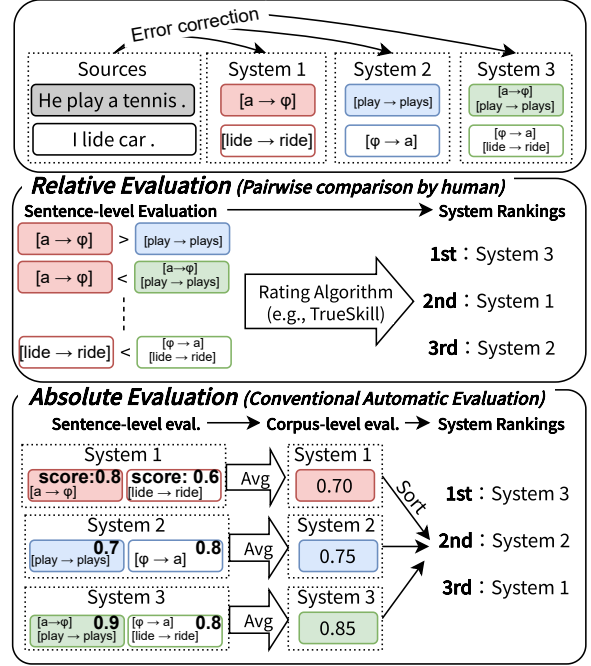 Error correction
Sources
System 1
System 2
System 3
He play a tennis .
[a → φ]
[play → plays]
[a→φ]
[play → plays]
I lide car .
[lide → ride]
[φ → a]
[φ → a]
[lide → ride]
Relative Evaluation (Pairwise comparison by human)
Sentence-level Evaluation
System Rankings
[a → φ] > [play → plays]
[a → φ] < [a→φ]
[play → plays]
[lide → ride] < [φ → a]
[lide → ride]
Rating Algorithm
(e.g., TrueSkill)
1st : System 3
2nd : System 1
3rd : System 2
Absolute Evaluation (Conventional Automatic Evaluation)
Sentence-level eval.
Corpus-level eval.
System Rankings
System 1
score:0.8
[a → φ]
score: 0.6
[lide → ride]
Avg
System 1
0.70
System 2
0.7
[play → plays]
0.8
[φ → a]
Avg
System 2
0.75
System 3
0.9
[a→φ]
[play → plays]
0.8
[φ → a]
[lide → ride]
Avg
System 3
0.85
Sort
1st : System 3
2nd : System 2
3rd : System 1